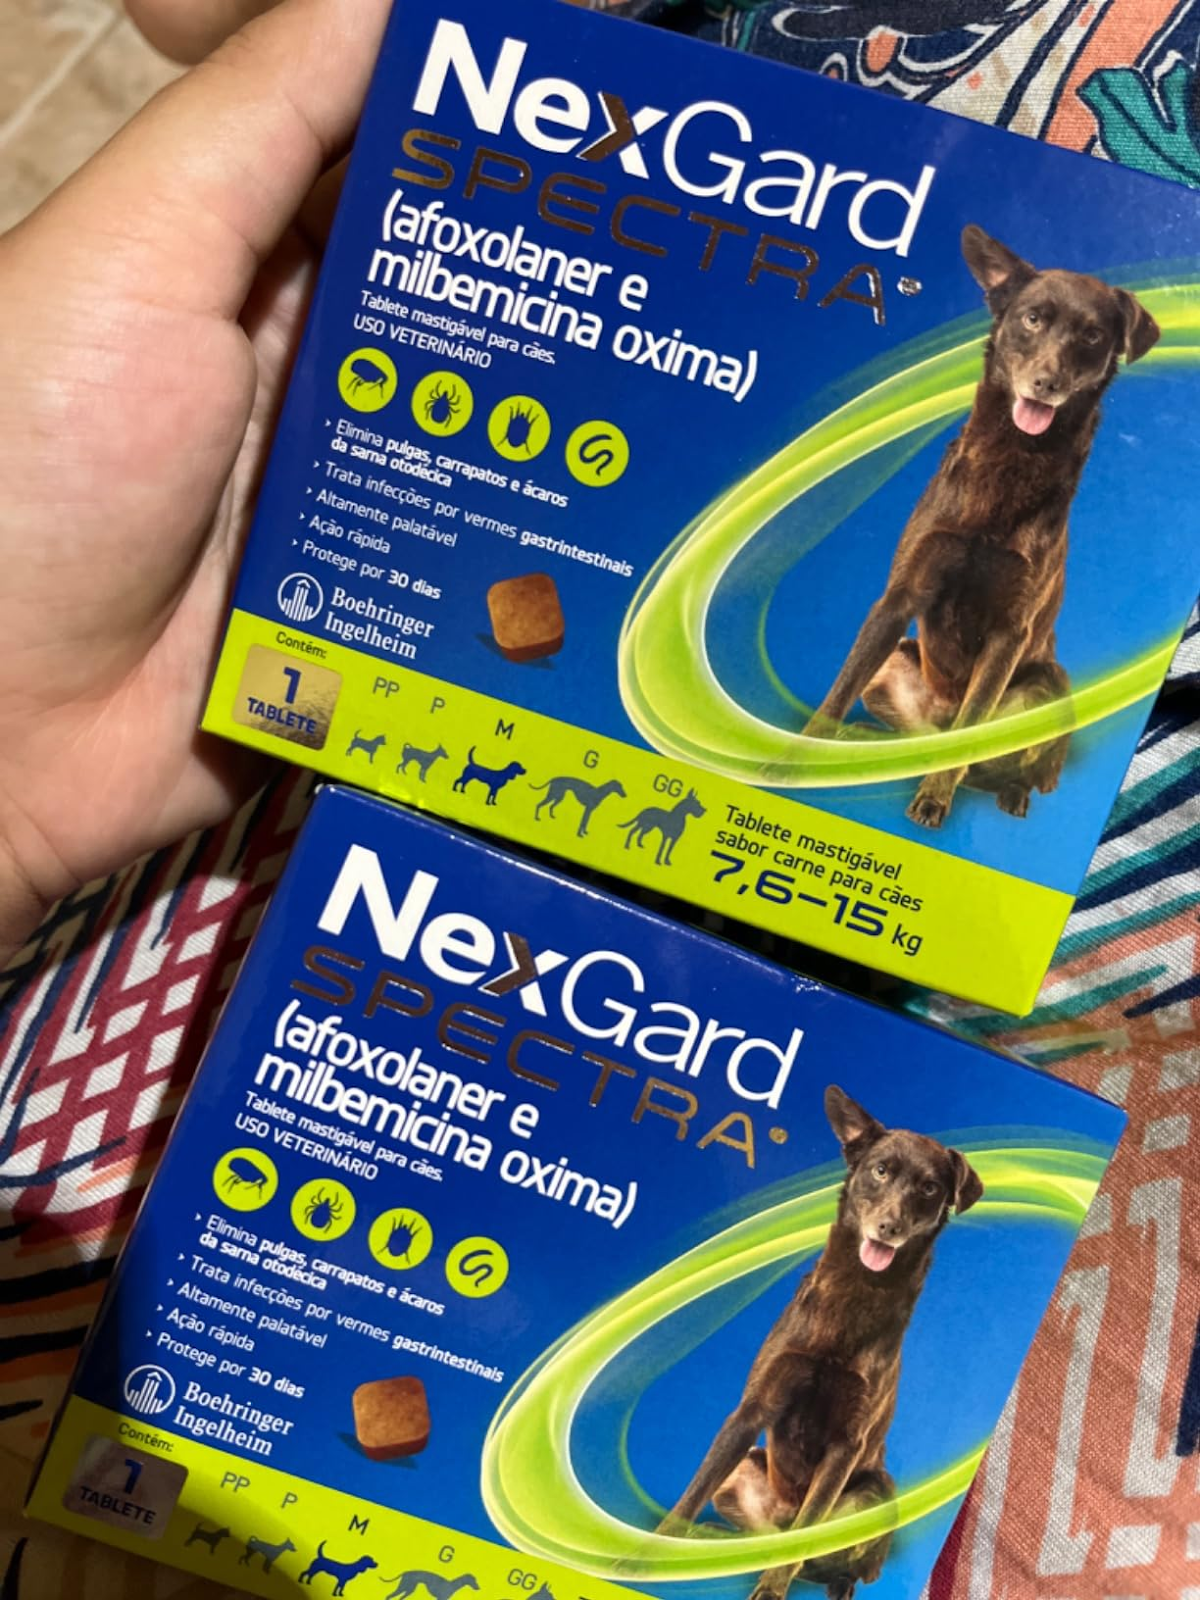 NexGard
SPECTRA®
(afoxolaner e
milbemicina oxima)
Tablete mastigável para cães.
USO VETERINÁRIO
› Elimina pulgas, carrapatos e ácaros
da sarna otodécica
› Trata infecções por vermes gastrintestinais
› Altamente palatável
› Ação rápida
› Protege por 30 dias
Boehringer
Ingelheim
Contém:
1
TABLETE
PP P M G GG
Tablete mastigável
sabor carne para cães
7,6–15 kg
NexGard
SPECTRA®
(afoxolaner e
milbemicina oxima)
Tablete mastigável para cães.
USO VETERINÁRIO
› Elimina pulgas, carrapatos e ácaros
da sarna otodécica
› Trata infecções por vermes gastrintestinais
› Altamente palatável
› Ação rápida
› Protege por 30 dias
Boehringer
Ingelheim
Contém:
1
TABLETE
PP P M G GG